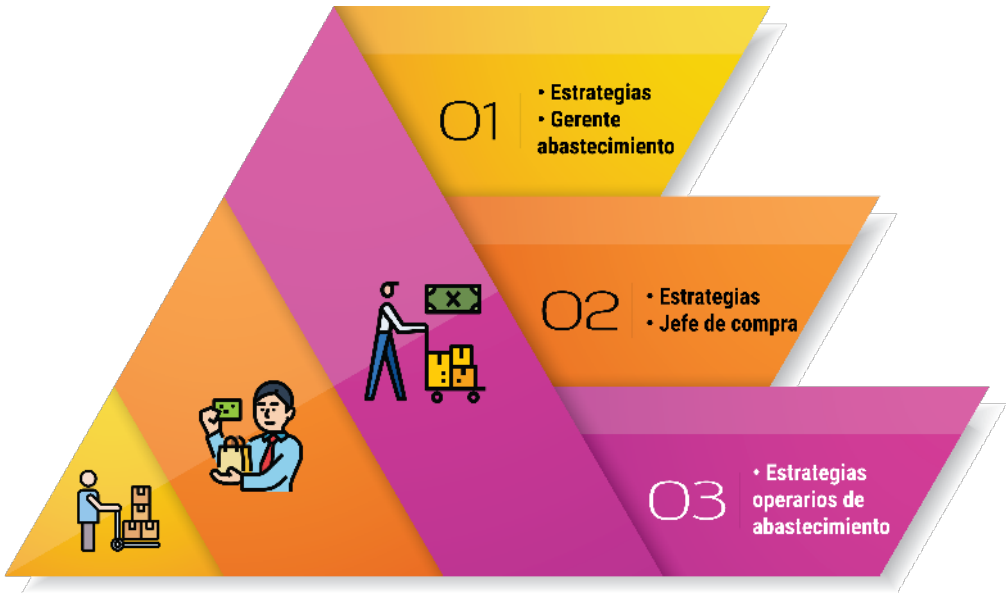 01
• Estrategias
• Gerente
abastecimiento
02
• Estrategias
• Jefe de compra
03
• Estrategias
operarios de
abastecimiento